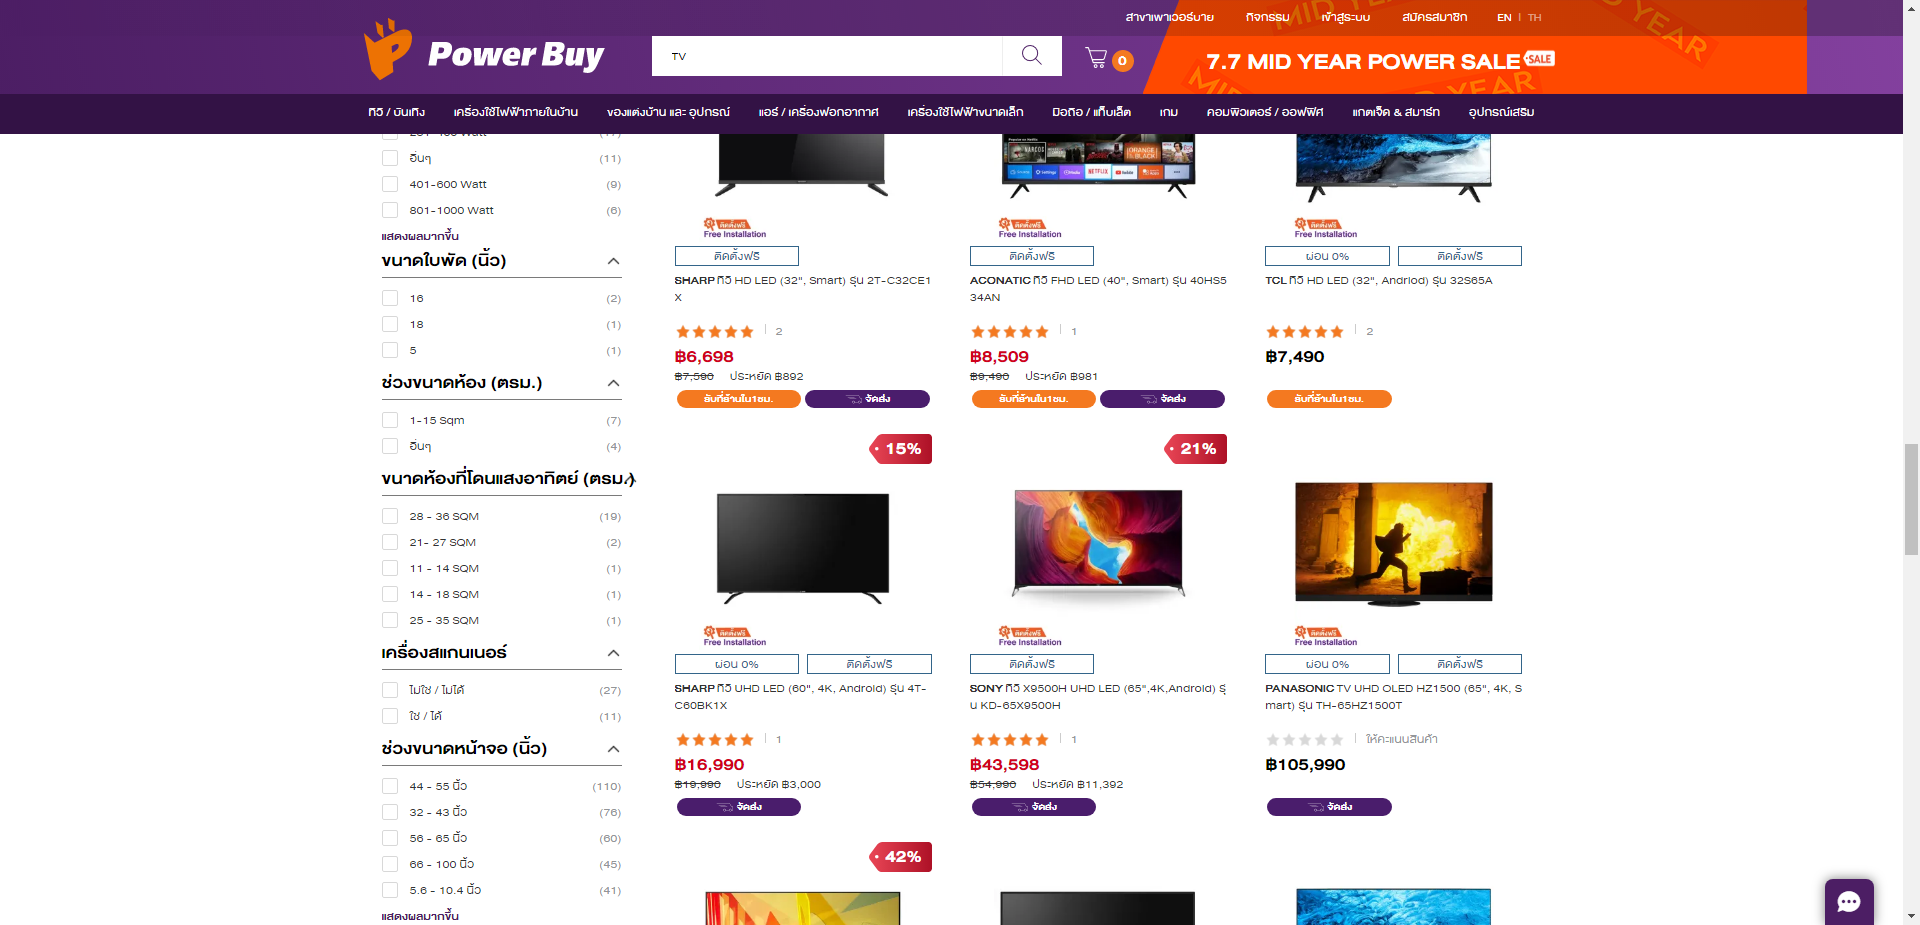 สาขาเพาเวอร์บาย กิจกรรม เข้าสู่ระบบ สมัครสมาชิก EN | TH
Power Buy
TV
0
7.7 MID YEAR POWER SALE SALE
ทีวี / บันเทิง เครื่องใช้ไฟฟ้าภายในบ้าน ของแต่งบ้าน และ อุปกรณ์ แอร์ / เครื่องฟอกอากาศ เครื่องใช้ไฟฟ้าขนาดเล็ก มือถือ / แท็บเล็ต เกม คอมพิวเตอร์ / ออฟฟิศ แกดเจ็ด & สมาร์ท อุปกรณ์เสริม
อื่นๆ (11)
401-600 Watt (9)
801-1000 Watt (6)
แสดงผลมากขึ้น
ขนาดใบพัด (นิ้ว)
16 (2)
18 (1)
5 (1)
ช่วงขนาดห้อง (ตรม.)
1-15 Sqm (7)
อื่นๆ (4)
ขนาดห้องที่โดนแสงอาทิตย์ (ตรม.)
28 - 36 SQM (19)
21- 27 SQM (2)
11 - 14 SQM (1)
14 - 18 SQM (1)
25 - 35 SQM (1)
เครื่องสแกนเนอร์
ไม่ใช่ / ไม่ได้ (27)
ใช่ / ได้ (11)
ช่วงขนาดหน้าจอ (นิ้ว)
44 - 55 นิ้ว (110)
32 - 43 นิ้ว (76)
56 - 65 นิ้ว (60)
66 - 100 นิ้ว (45)
5.6 - 10.4 นิ้ว (41)
แสดงผลมากขึ้น
ติดตั้งฟรี
Free Installation
ติดตั้งฟรี
SHARP ทีวี HD LED (32", Smart) รุ่น 2T-C32CE1
X
2
฿6,698
฿7,590 ประหยัด ฿892
รับที่ร้านใน1ชม. จัดส่ง
NARCOS
ORANGE
BLACK
NETFLIX
YouTube
ติดตั้งฟรี
Free Installation
ติดตั้งฟรี
ACONATIC ทีวี FHD LED (40", Smart) รุ่น 40HS5
34AN
1
฿8,509
฿9,490 ประหยัด ฿981
รับที่ร้านใน1ชม. จัดส่ง
ติดตั้งฟรี
Free Installation
ผ่อน 0% ติดตั้งฟรี
TCL ทีวี HD LED (32", Andriod) รุ่น 32S65A
2
฿7,490
รับที่ร้านใน1ชม.
15%
ติดตั้งฟรี
Free Installation
ผ่อน 0% ติดตั้งฟรี
SHARP ทีวี UHD LED (60", 4K, Android) รุ่น 4T-
C60BK1X
1
฿16,990
฿19,990 ประหยัด ฿3,000
จัดส่ง
21%
ติดตั้งฟรี
Free Installation
ติดตั้งฟรี
SONY ทีวี X9500H UHD LED (65",4K,Android) รุ่
น KD-65X9500H
1
฿43,598
฿54,990 ประหยัด ฿11,392
จัดส่ง
ติดตั้งฟรี
Free Installation
ผ่อน 0% ติดตั้งฟรี
PANASONIC TV UHD OLED HZ1500 (65", 4K, S
mart) รุ่น TH-65HZ1500T
ให้คะแนนสินค้า
฿105,990
จัดส่ง
42%